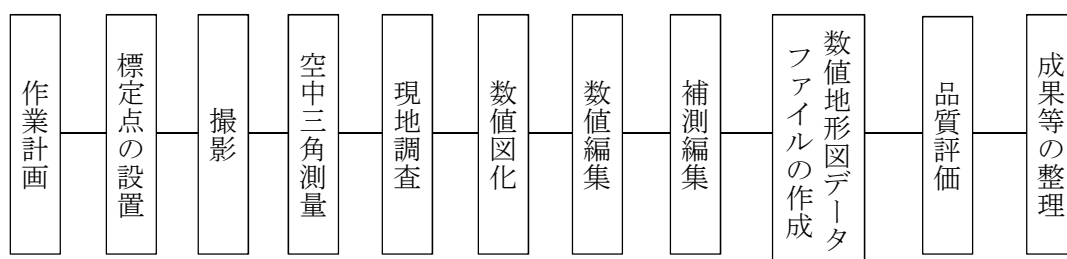 作業計画
標定点の設置
撮影
空中三角測量
現地調査
数値図化
数値編集
補測編集
数値地形図データ
ファイルの作成
品質評価
成果等の整理